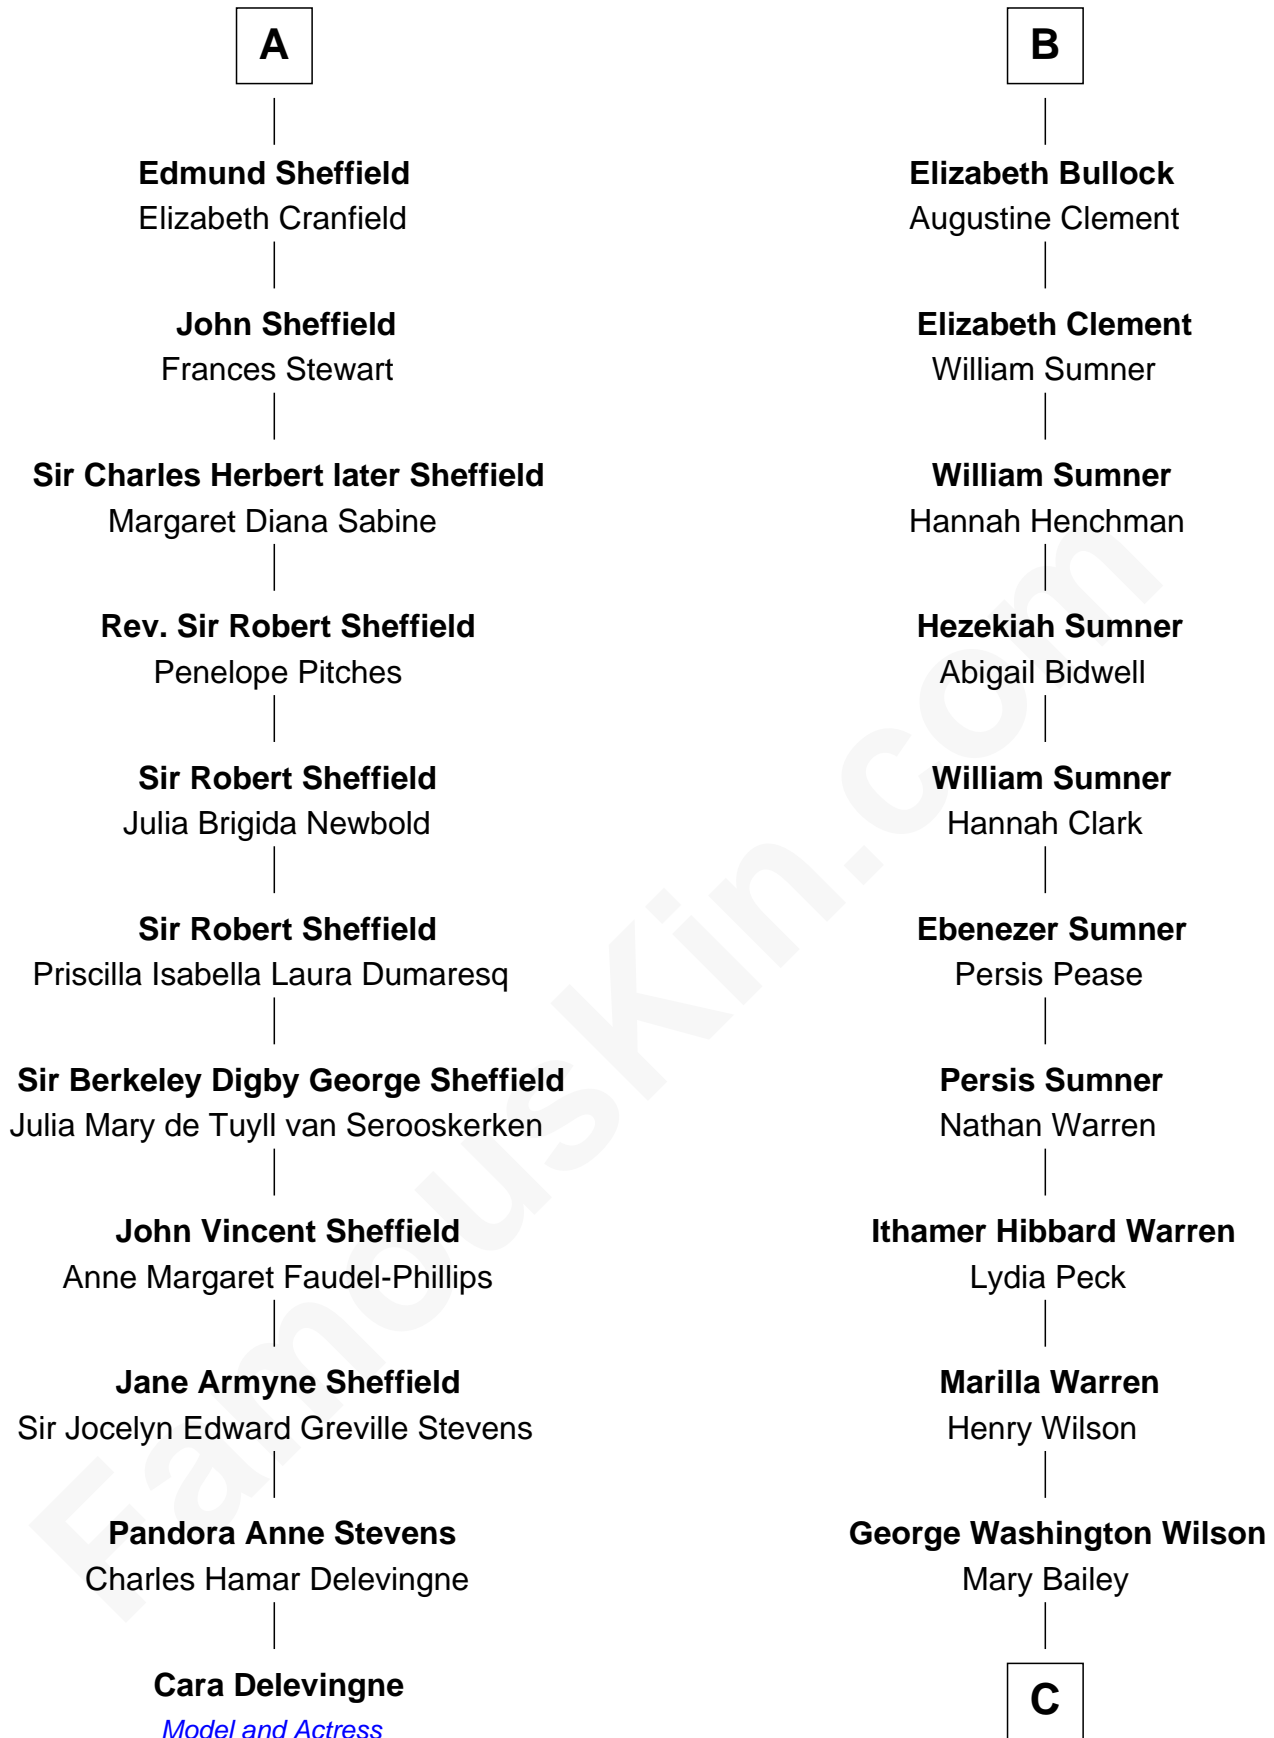 A
Edmund Sheffield
Elizabeth Cranfield
John Sheffield
Frances Stewart
Sir Charles Herbert later Sheffield
Margaret Diana Sabine
Rev. Sir Robert Sheffield
Penelope Pitches
Sir Robert Sheffield
Julia Brigida Newbold
Sir Robert Sheffield
Priscilla Isabella Laura Dumaresq
Sir Berkeley Digby George Sheffield
Julia Mary de Tuyll van Serooskerken
John Vincent Sheffield
Anne Margaret Faudel-Phillips
Jane Armyne Sheffield
Sir Jocelyn Edward Greville Stevens
Pandora Anne Stevens
Charles Hamar Delevingne
Cara Delevingne
Model and Actress
B
Elizabeth Bullock
Augustine Clement
Elizabeth Clement
William Sumner
William Sumner
Hannah Henchman
Hezekiah Sumner
Abigail Bidwell
William Sumner
Hannah Clark
Ebenezer Sumner
Persis Pease
Persis Sumner
Nathan Warren
Ithamer Hibbard Warren
Lydia Peck
Marilla Warren
Henry Wilson
George Washington Wilson
Mary Bailey
C
FamousKin.com